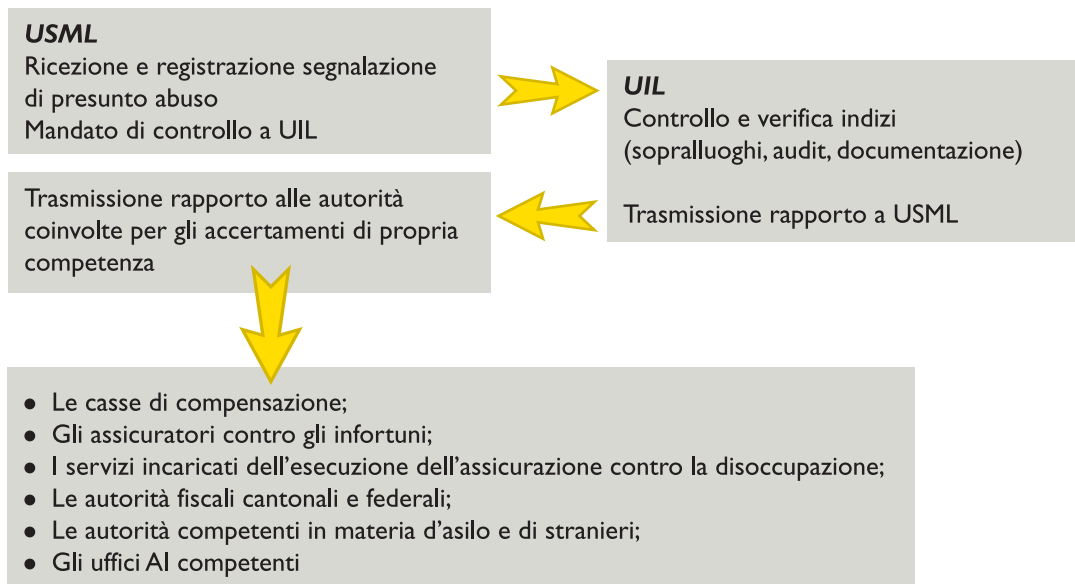 USML
Ricezione e registrazione segnalazione
di presunto abuso
Mandato di controllo a UIL
UIL
Controllo e verifica indizi
(sopralluoghi, audit, documentazione)
Trasmissione rapporto a USML
Trasmissione rapporto alle autorità
coinvolte per gli accertamenti di propria
competenza
• Le casse di compensazione;
• Gli assicuratori contro gli infortuni;
• I servizi incaricati dell'esecuzione dell'assicurazione contro la disoccupazione;
• Le autorità fiscali cantonali e federali;
• Le autorità competenti in materia d'asilo e di stranieri;
• Gli uffici AI competenti